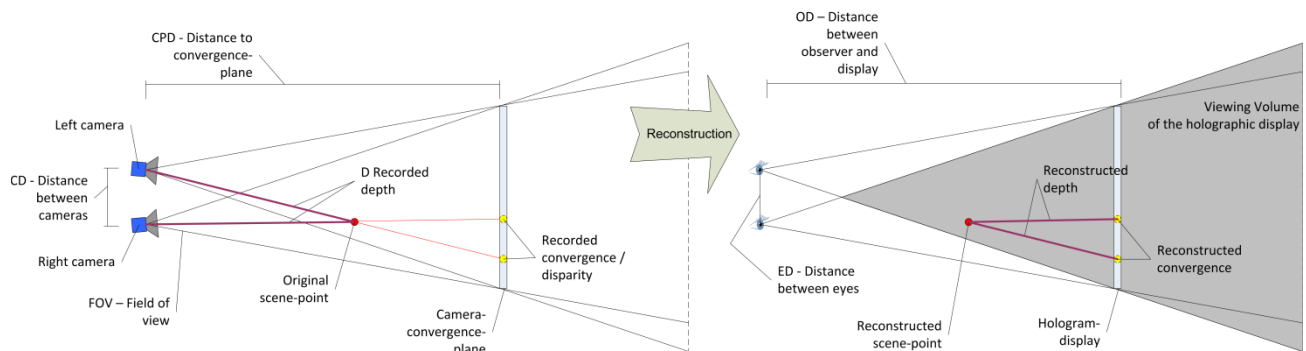 CPD - Distance to
convergence-
plane
Left camera
CD - Distance
between
cameras
Right camera
FOV – Field of
view
D Recorded
depth
Original
scene-point
Recorded
convergence /
disparity
Camera-
convergence-
plane
Reconstruction
OD – Distance
between
observer and
display
Viewing Volume
of the holographic display
Reconstructed
depth
ED - Distance
between eyes
Reconstructed
convergence
Reconstructed
scene-point
Hologram-
display